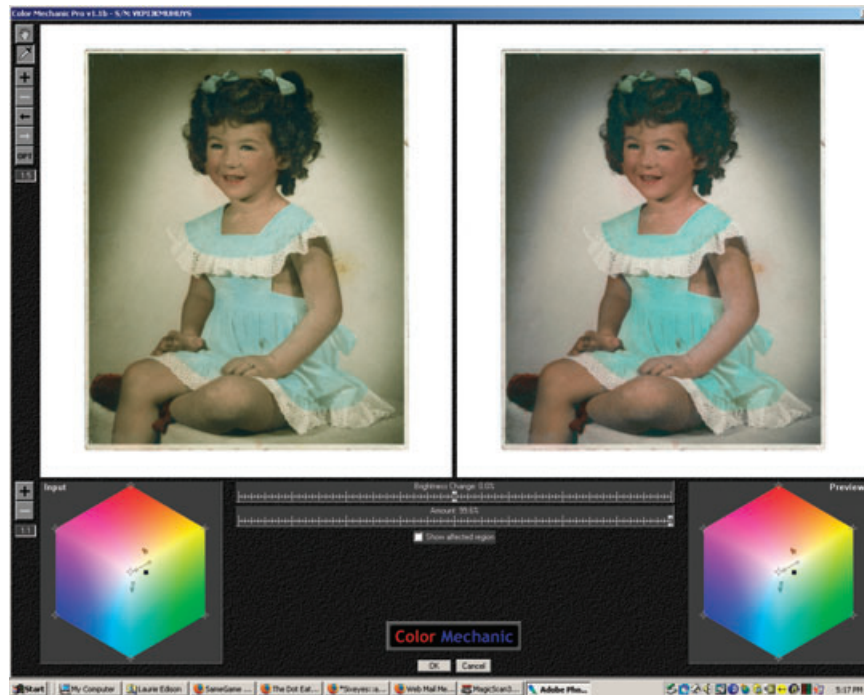 Color Mechanic Pro v1.1b - S/N:
OPT
1:5
Input
Brightness Change: 0.0%
Preview
Amount: 99.6%
Show affected region
1:1
Color Mechanic
OK
Cancel
Start
My Computer
Laurie Edison
SameGame
The Dot Eat...
Web Mail Me...
MagicScan3...
Adobe Pho...